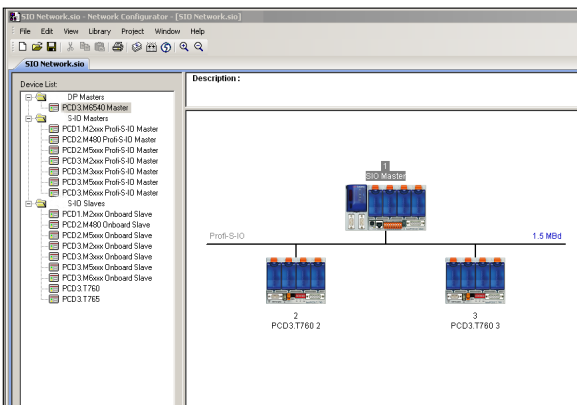 SIO Network.sio - Network Configurator - [SIO Network.sio]
File Edit View Library Project Window Help
SIO Network.sio
Device List:
DP Masters
PCD3.M6540 Master
S-IO Masters
PCD1.M2xxx Profi-S-IO Master
PCD2.M480 Profi-S-IO Master
PCD2.M5xxx Profi-S-IO Master
PCD3.M2xxx Profi-S-IO Master
PCD3.M3xxx Profi-S-IO Master
PCD3.M5xxx Profi-S-IO Master
PCD3.M6xxx Profi-S-IO Master
S-IO Slaves
PCD1.M2xxx Onboard Slave
PCD2.M480 Onboard Slave
PCD2.M5xxx Onboard Slave
PCD3.M2xxx Onboard Slave
PCD3.M3xxx Onboard Slave
PCD3.M5xxx Onboard Slave
PCD3.M6xxx Onboard Slave
PCD3.T760
PCD3.T765
Description :
1
SIO Master
Profi-S-IO 1.5 MBd
2
PCD3.T760 2
3
PCD3.T760 3